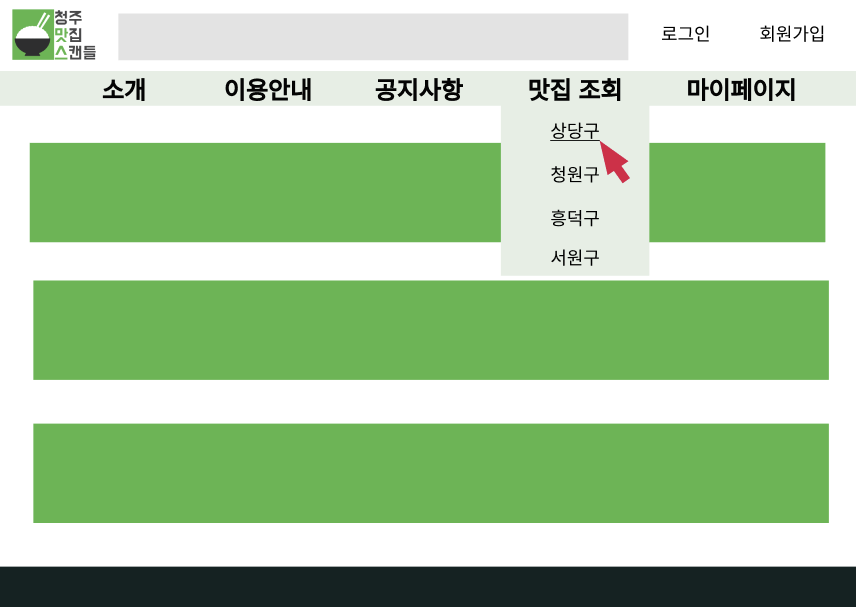 청주
맛집
스캔들
로그인 회원가입
소개 이용안내 공지사항 맛집 조회 마이페이지
상당구
청원구
흥덕구
서원구